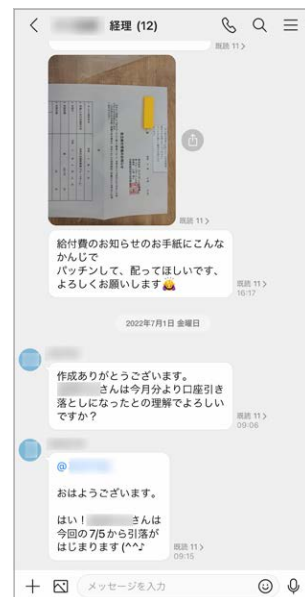 経理 (12)
既読 11
既読 11
給付費のお知らせのお手紙にこんな
かんじで
パッチンして、配ってほしいです、
よろしくお願いします
既読 11
16:17
2022年7月1日 金曜日
作成ありがとうございます。
さんは今月分より口座引き
落としになったとの理解でよろしい
ですか？
既読 11
09:06
@
おはようございます。
はい！さんは
今回の7/5から引落が
はじまります(^^♪
既読 11
09:15
メッセージを入力